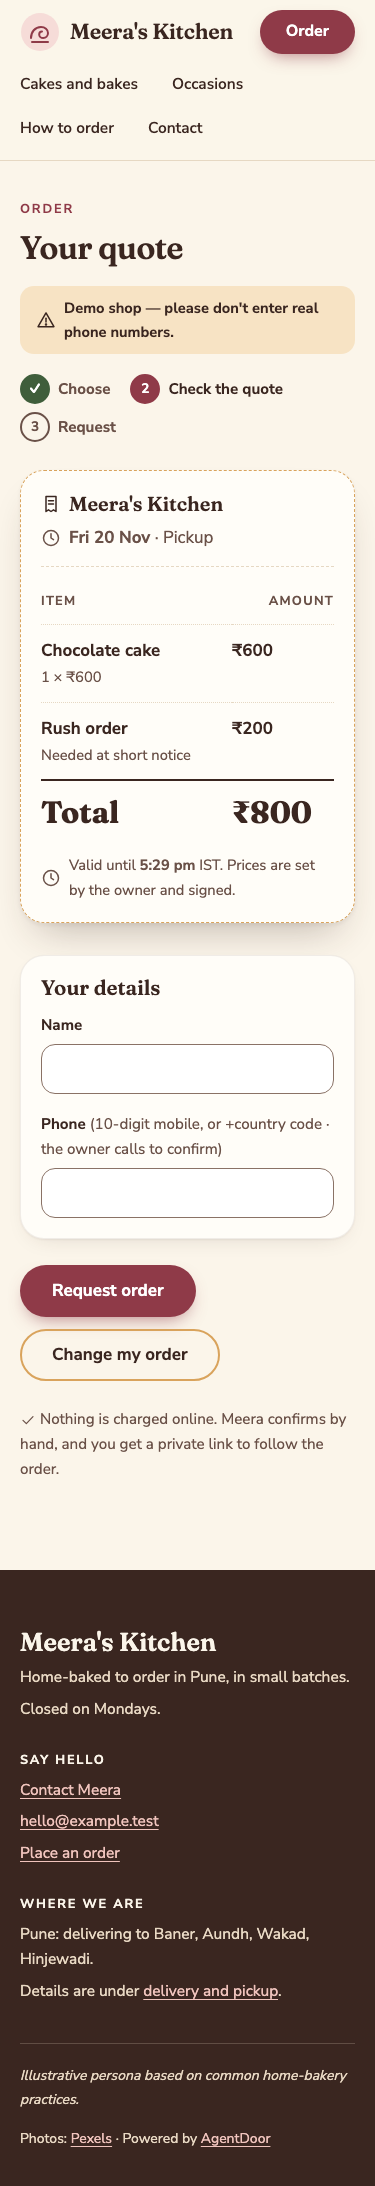 Meera's Kitchen
Order
Cakes and bakes
Occasions
How to order
Contact
ORDER
Your quote
Demo shop — please don't enter real
phone numbers.
Choose
2 Check the quote
3 Request
Meera's Kitchen
Fri 20 Nov · Pickup
ITEM AMOUNT
Chocolate cake ₹600
1 × ₹600
Rush order ₹200
Needed at short notice
Total ₹800
Valid until 5:29 pm IST. Prices are set
by the owner and signed.
Your details
Name
Phone (10-digit mobile, or +country code ·
the owner calls to confirm)
Request order
Change my order
Nothing is charged online. Meera confirms by
hand, and you get a private link to follow the
order.
Meera's Kitchen
Home-baked to order in Pune, in small batches.
Closed on Mondays.
SAY HELLO
Contact Meera
hello@example.test
Place an order
WHERE WE ARE
Pune: delivering to Baner, Aundh, Wakad,
Hinjewadi.
Details are under delivery and pickup.
Illustrative persona based on common home-bakery
practices.
Photos: Pexels · Powered by AgentDoor